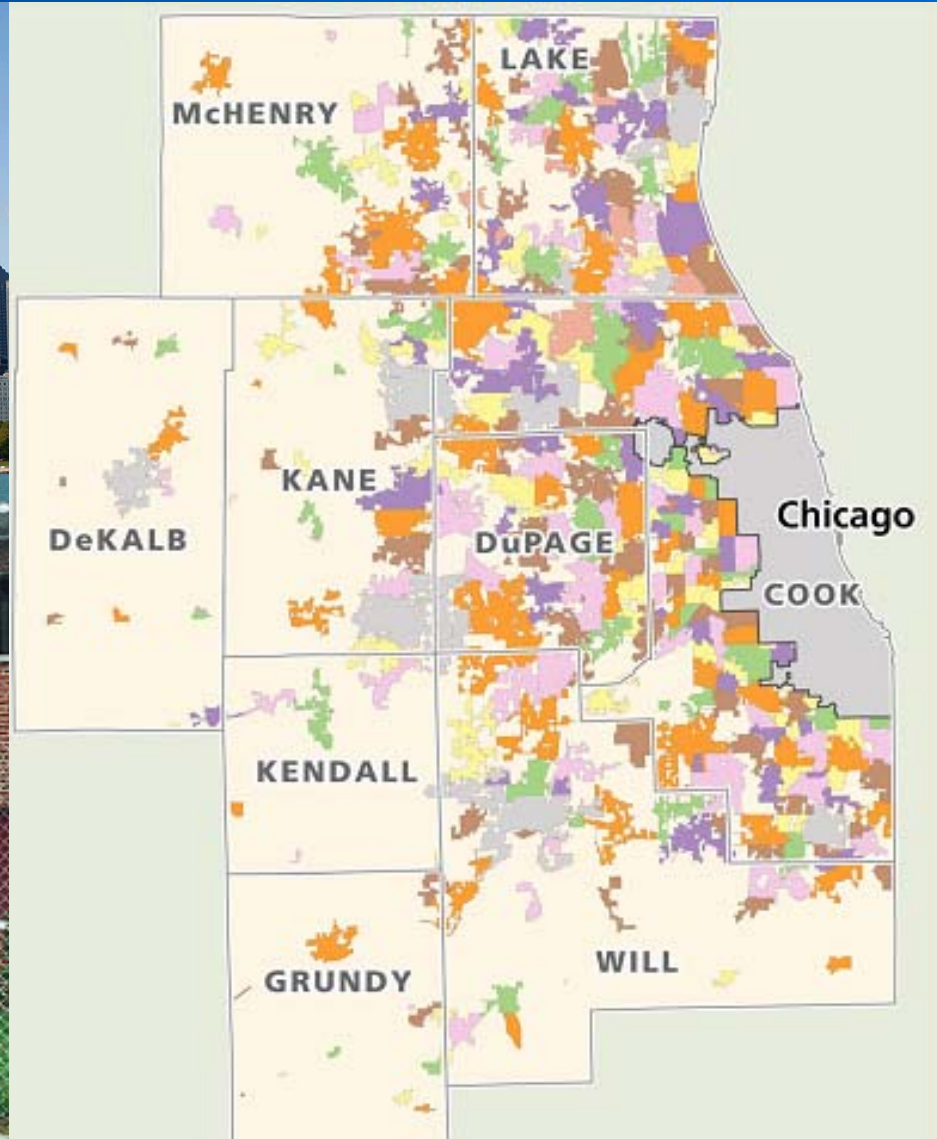 LAKE
McHENRY
KANE
DeKALB
DuPAGE
Chicago
COOK
KENDALL
GRUNDY
WILL